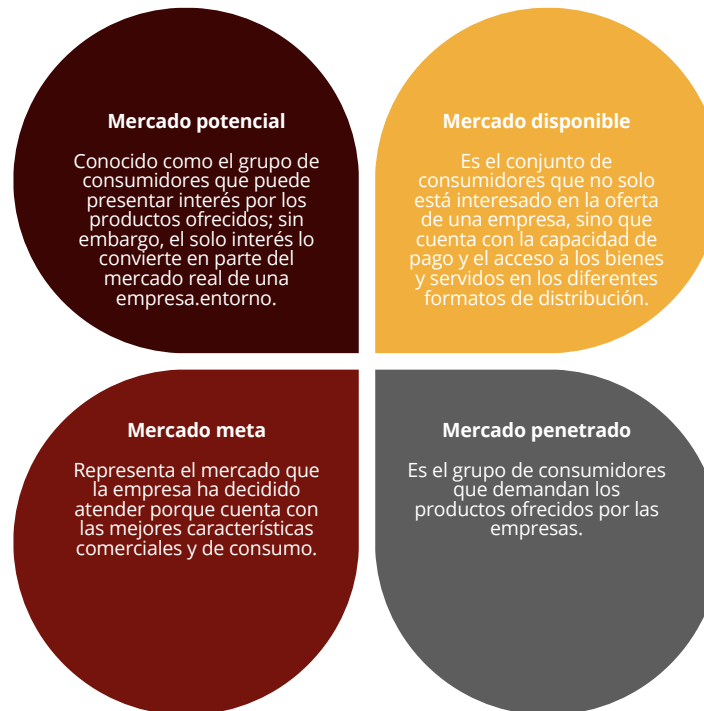 Mercado potencial
Conocido como el grupo de
consumidores que puede
presentar interés por los
productos ofrecidos; sin
embargo, el solo interés lo
convierte en parte del
mercado real de una
empresa.entorno.
Mercado disponible
Es el conjunto de
consumidores que no solo
está interesado en la oferta
de una empresa, sino que
cuenta con la capacidad de
pago y el acceso a los bienes
y servidos en los diferentes
formatos de distribución.
Mercado meta
Representa el mercado que
la empresa ha decidido
atender porque cuenta con
las mejores características
comerciales y de consumo.
Mercado penetrado
Es el grupo de consumidores
que demandan los
productos ofrecidos por las
empresas.